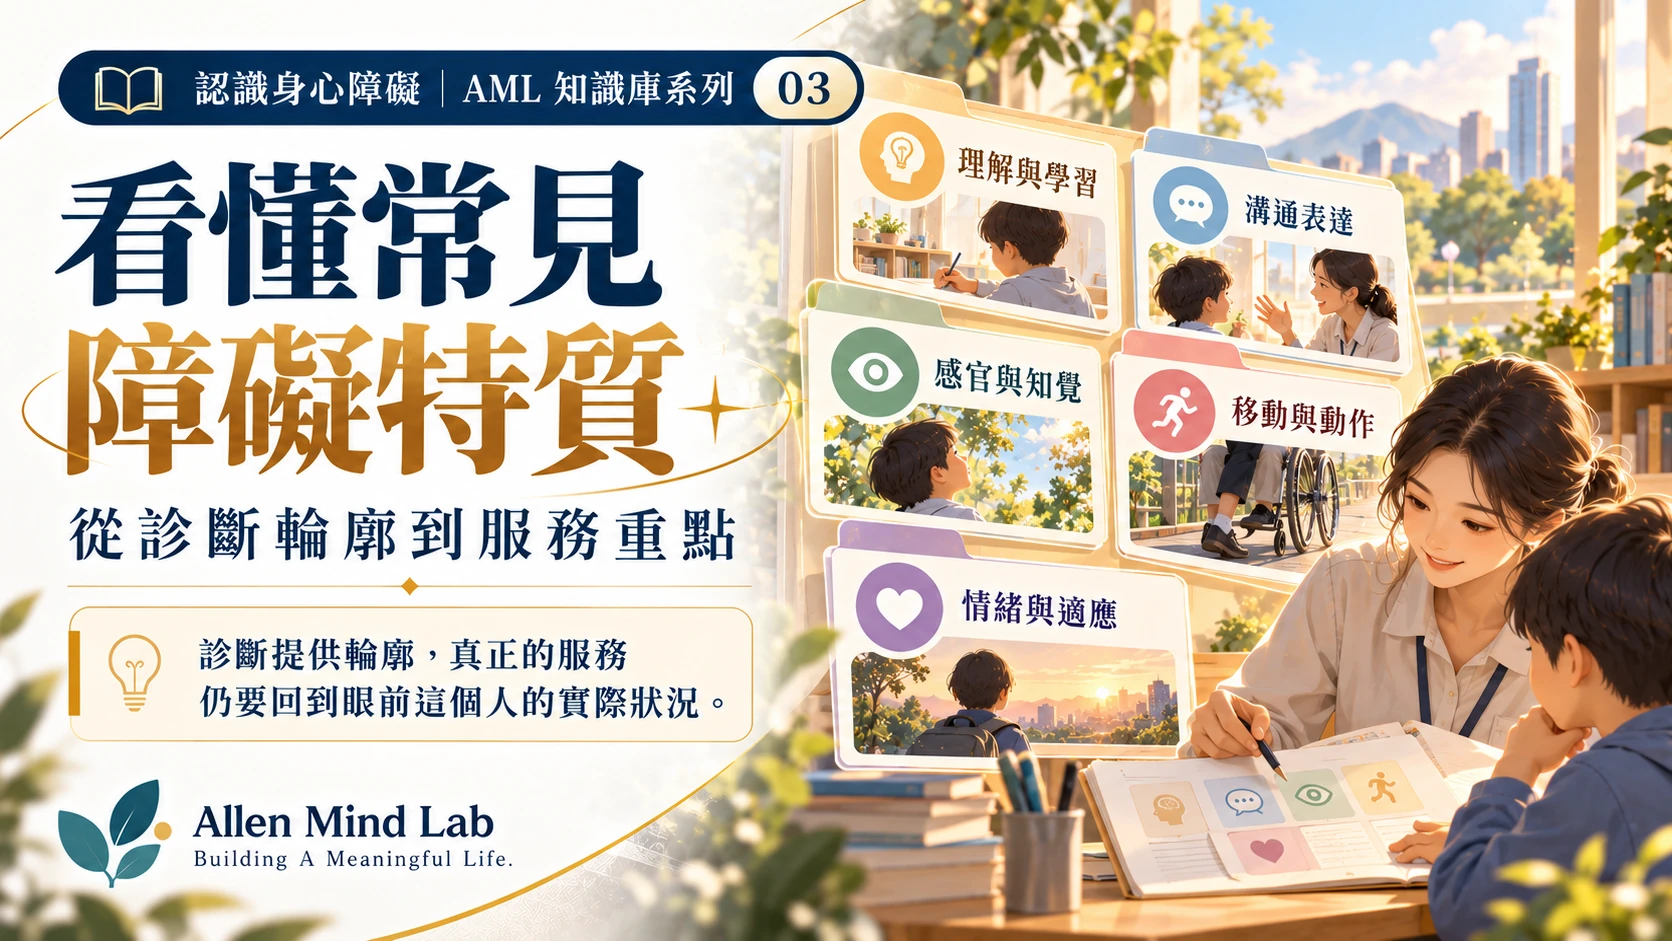 認識身心障礙｜AML 知識庫系列 03
看懂常見
障礙特質
從診斷輪廓到服務重點
診斷提供輪廓，真正的服務
仍要回到眼前這個人的實際狀況。
Allen Mind Lab
Building A Meaningful Life.
理解與學習
溝通表達
感官與知覺
移動與動作
情緒與適應